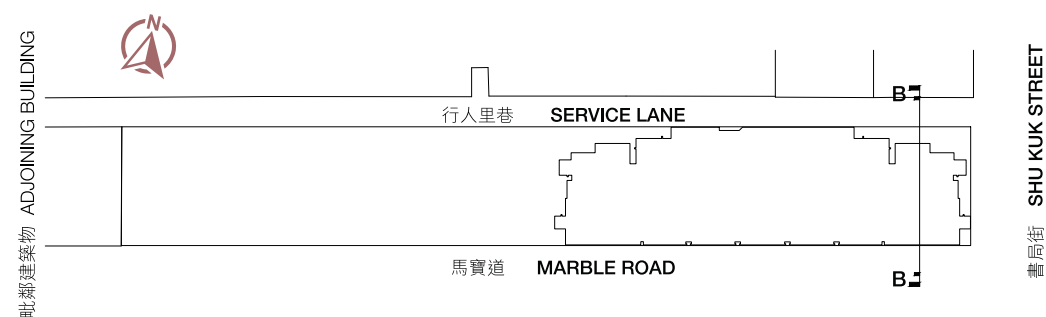 N
毗鄰建築物 ADJOINING BUILDING
B
行人里巷 SERVICE LANE
書局街 SHU KUK STREET
馬寶道 MARBLE ROAD
B